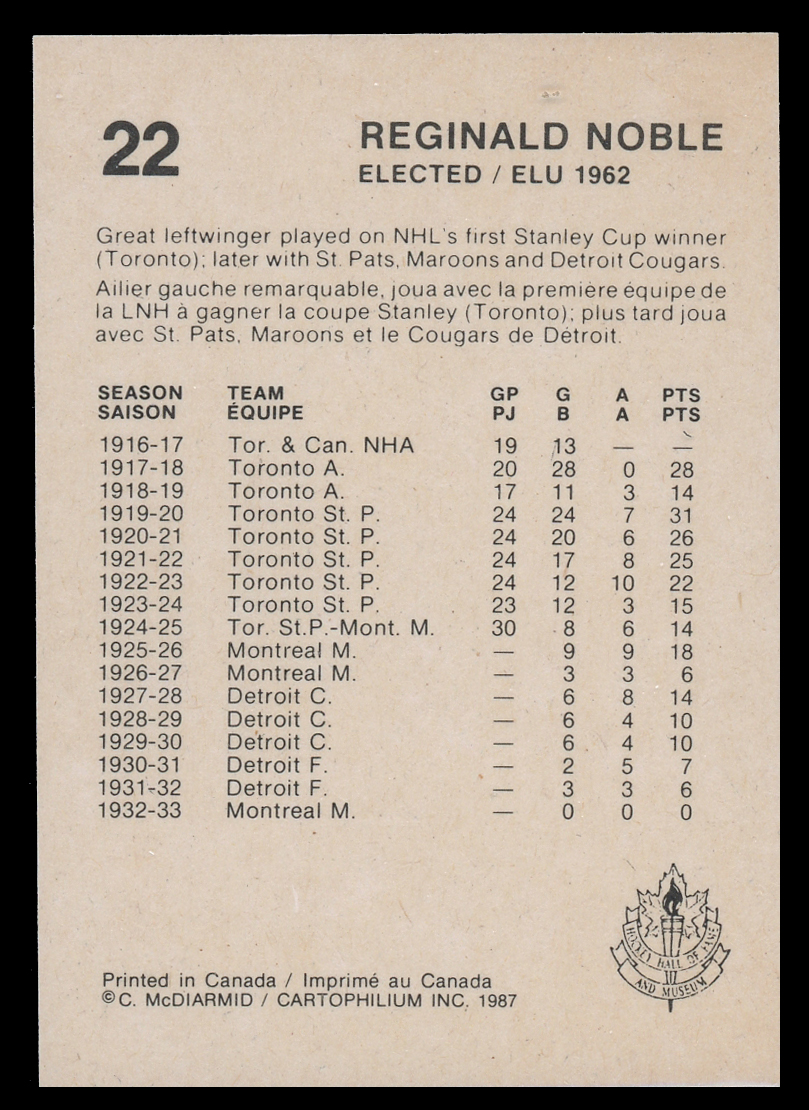 22
REGINALD NOBLE
ELECTED / ELU 1962
Great leftwinger played on NHL's first Stanley Cup winner
(Toronto); later with St. Pats, Maroons and Detroit Cougars.
Ailier gauche remarquable, joua avec la première équipe de
la LNH à gagner la coupe Stanley (Toronto); plus tard joua
avec St. Pats, Maroons et le Cougars de Détroit.
SEASON TEAM GP G A PTS
SAISON ÉQUIPE PJ B A PTS
1916-17 Tor. & Can. NHA 19 13 — —
1917-18 Toronto A. 20 28 0 28
1918-19 Toronto A. 17 11 3 14
1919-20 Toronto St. P. 24 24 7 31
1920-21 Toronto St. P. 24 20 6 26
1921-22 Toronto St. P. 24 17 8 25
1922-23 Toronto St. P. 24 12 10 22
1923-24 Toronto St. P. 23 12 3 15
1924-25 Tor. St.P.-Mont. M. 30 8 6 14
1925-26 Montreal M. — 9 9 18
1926-27 Montreal M. — 3 3 6
1927-28 Detroit C. — 6 8 14
1928-29 Detroit C. — 6 4 10
1929-30 Detroit C. — 6 4 10
1930-31 Detroit F. — 2 5 7
1931-32 Detroit F. — 3 3 6
1932-33 Montreal M. — 0 0 0
HOCKEY HALL OF FAME
AND MUSEUM
Printed in Canada / Imprimé au Canada
©C. McDIARMID / CARTOPHILIUM INC. 1987